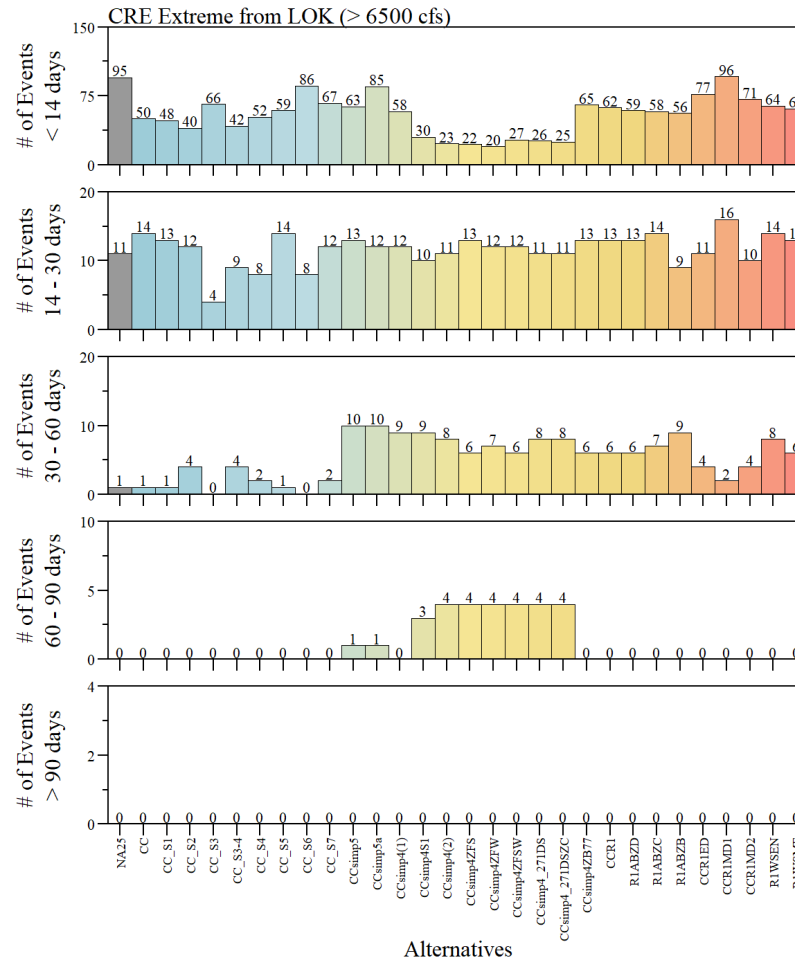 CRE Extreme from LOK (> 6500 cfs)
# of Events
< 14 days
150
75
0
95 50 48 40 66 42 52 59 86 67 63 85 58 30 23 22 20 27 26 25 65 62 59 58 56 77 96 71 64
# of Events
14 - 30 days
20
10
0
11 14 13 12 4 9 8 14 8 12 13 12 12 10 11 13 12 12 11 11 13 13 13 14 9 11 16 10 14
# of Events
30 - 60 days
20
10
0
1 1 1 4 0 4 2 1 0 2 10 10 9 9 8 6 7 6 8 8 6 6 6 7 9 4 2 4 8
# of Events
60 - 90 days
10
5
0
0 0 0 0 0 0 0 0 0 0 1 1 0 3 4 4 4 4 4 4 0 0 0 0 0 0 0 0 0
# of Events
> 90 days
4
2
0
0 0 0 0 0 0 0 0 0 0 0 0 0 0 0 0 0 0 0 0 0 0 0 0 0 0 0 0 0
NA25
CC
CC_S1
CC_S2
CC_S3
CC_S3-4
CC_S4
CC_S5
CC_S6
CC_S7
CCsimp5
CCsimp5a
CCsimp4(1)
CCsimp4S1
CCsimp4(2)
CCsimp4ZFS
CCsimp4ZFW
CCsimp4ZFSW
CCsimp4_271DS
CCsimp4_271DSZC
CCsimp4ZB77
CCR1
R1ABZD
R1ABZC
R1ABZB
CCR1ED
CCR1MD1
CCR1MD2
R1WSEN
Alternatives